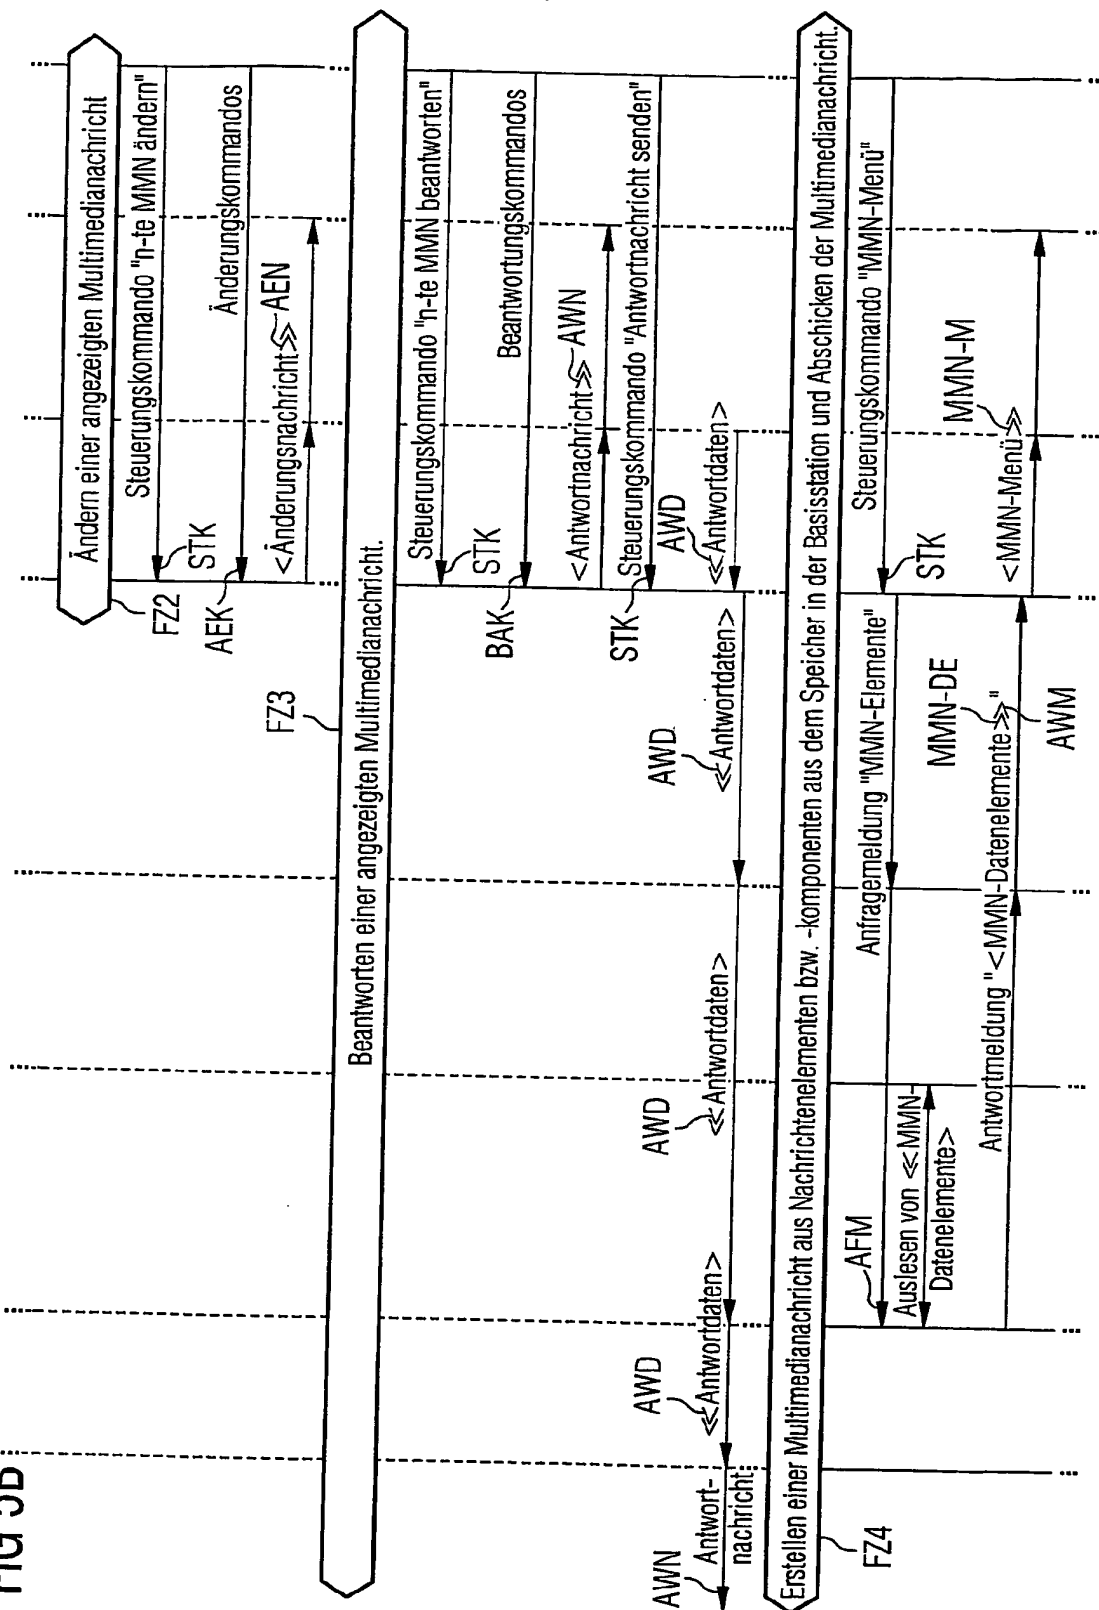 FIG 5B
Ändern einer angezeigten Multimedianachricht
FZ2
Steuerungskommando "n-te MMN ändern"
STK
Änderungskommandos
AEK
<Änderungsnachricht>
AEN
Beantworten einer angezeigten Multimedianachricht.
FZ3
Steuerungskommando "n-te MMN beantworten"
STK
Beantwortungskommandos
BAK
<Antwortnachricht>
AWN
Steuerungskommando "Antwortnachricht senden"
STK
AWD
<Antwortdaten>
AWD
<Antwortdaten>
AWD
<Antwortdaten>
AWD
<Antwortdaten>
AWD
<Antwortdaten>
AWN
Antwort-
nachricht
Erstellen einer Multimedianachricht aus Nachrichtenelementen bzw. -komponenten aus dem Speicher in der Basisstation und Abschicken der Multimedianachricht.
FZ4
Steuerungskommando "MMN-Menü"
STK
Anfragemeldung "MMN-Elemente"
AFM
Auslesen von <MMN-
Datenelemente>
MMN-DE
Antwortmeldung "<MMN-Datenelemente>"
AWM
MMN-M
<MMN-Menü>